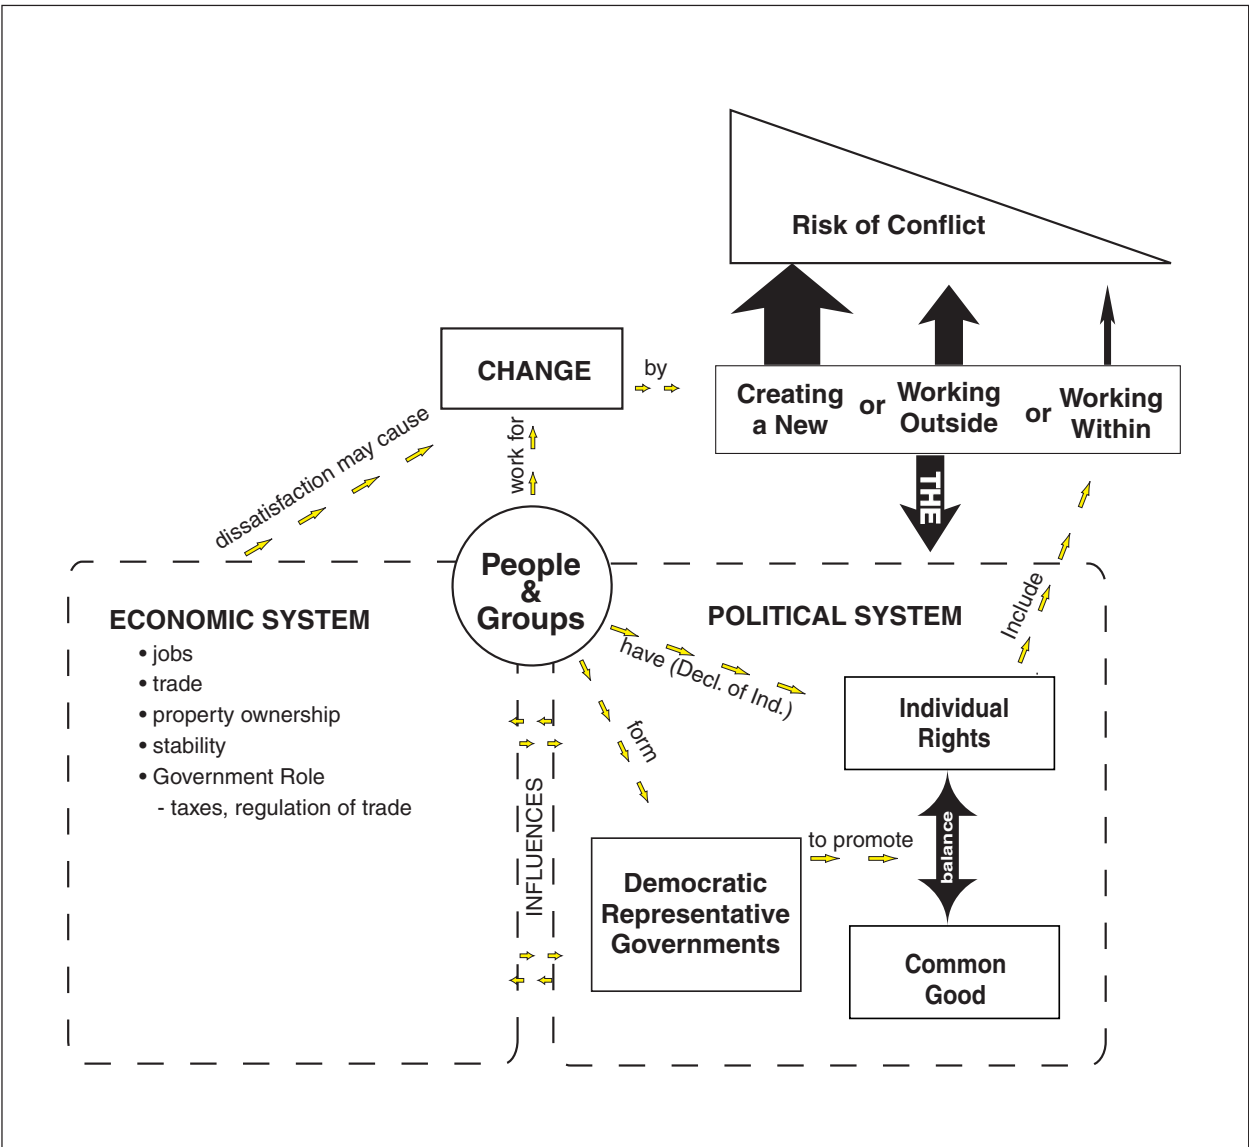 Risk of Conflict
CHANGE
by
Creating
a New
or
Working
Outside
or
Working
Within
THE
dissatisfaction may cause
work for
People
&
Groups
ECONOMIC SYSTEM
• jobs
• trade
• property ownership
• stability
• Government Role
- taxes, regulation of trade
INFLUENCES
POLITICAL SYSTEM
Include
have (Decl. of Ind.)
form
Individual
Rights
balance
to promote
Democratic
Representative
Governments
Common
Good